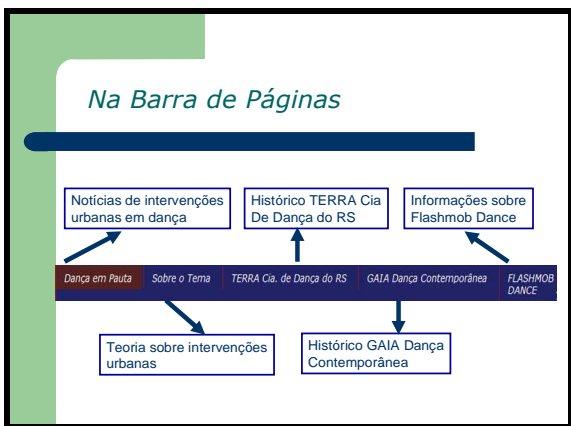 Na Barra de Páginas
Notícias de intervenções
urbanas em dança
Histórico TERRA Cia
De Dança do RS
Informações sobre
Flashmob Dance
Dança em Pauta
Sobre o Tema
TERRA Cia. de Dança do RS
GAIA Dança Contemporânea
FLASHMOB
DANCE
Teoria sobre intervenções
urbanas
Histórico GAIA Dança
Contemporânea